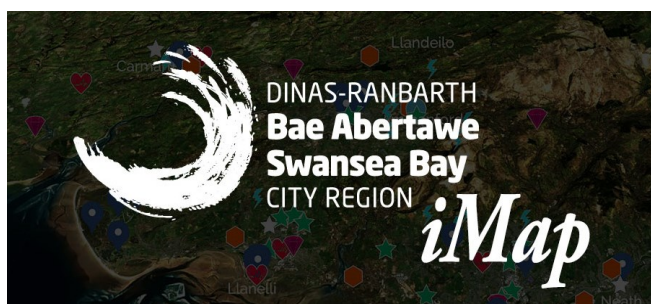 Llandeilo
DINAS-RANBARTH
Bae Abertawe
Swansea Bay
CITY REGION
iMap
Llanelli
Neath